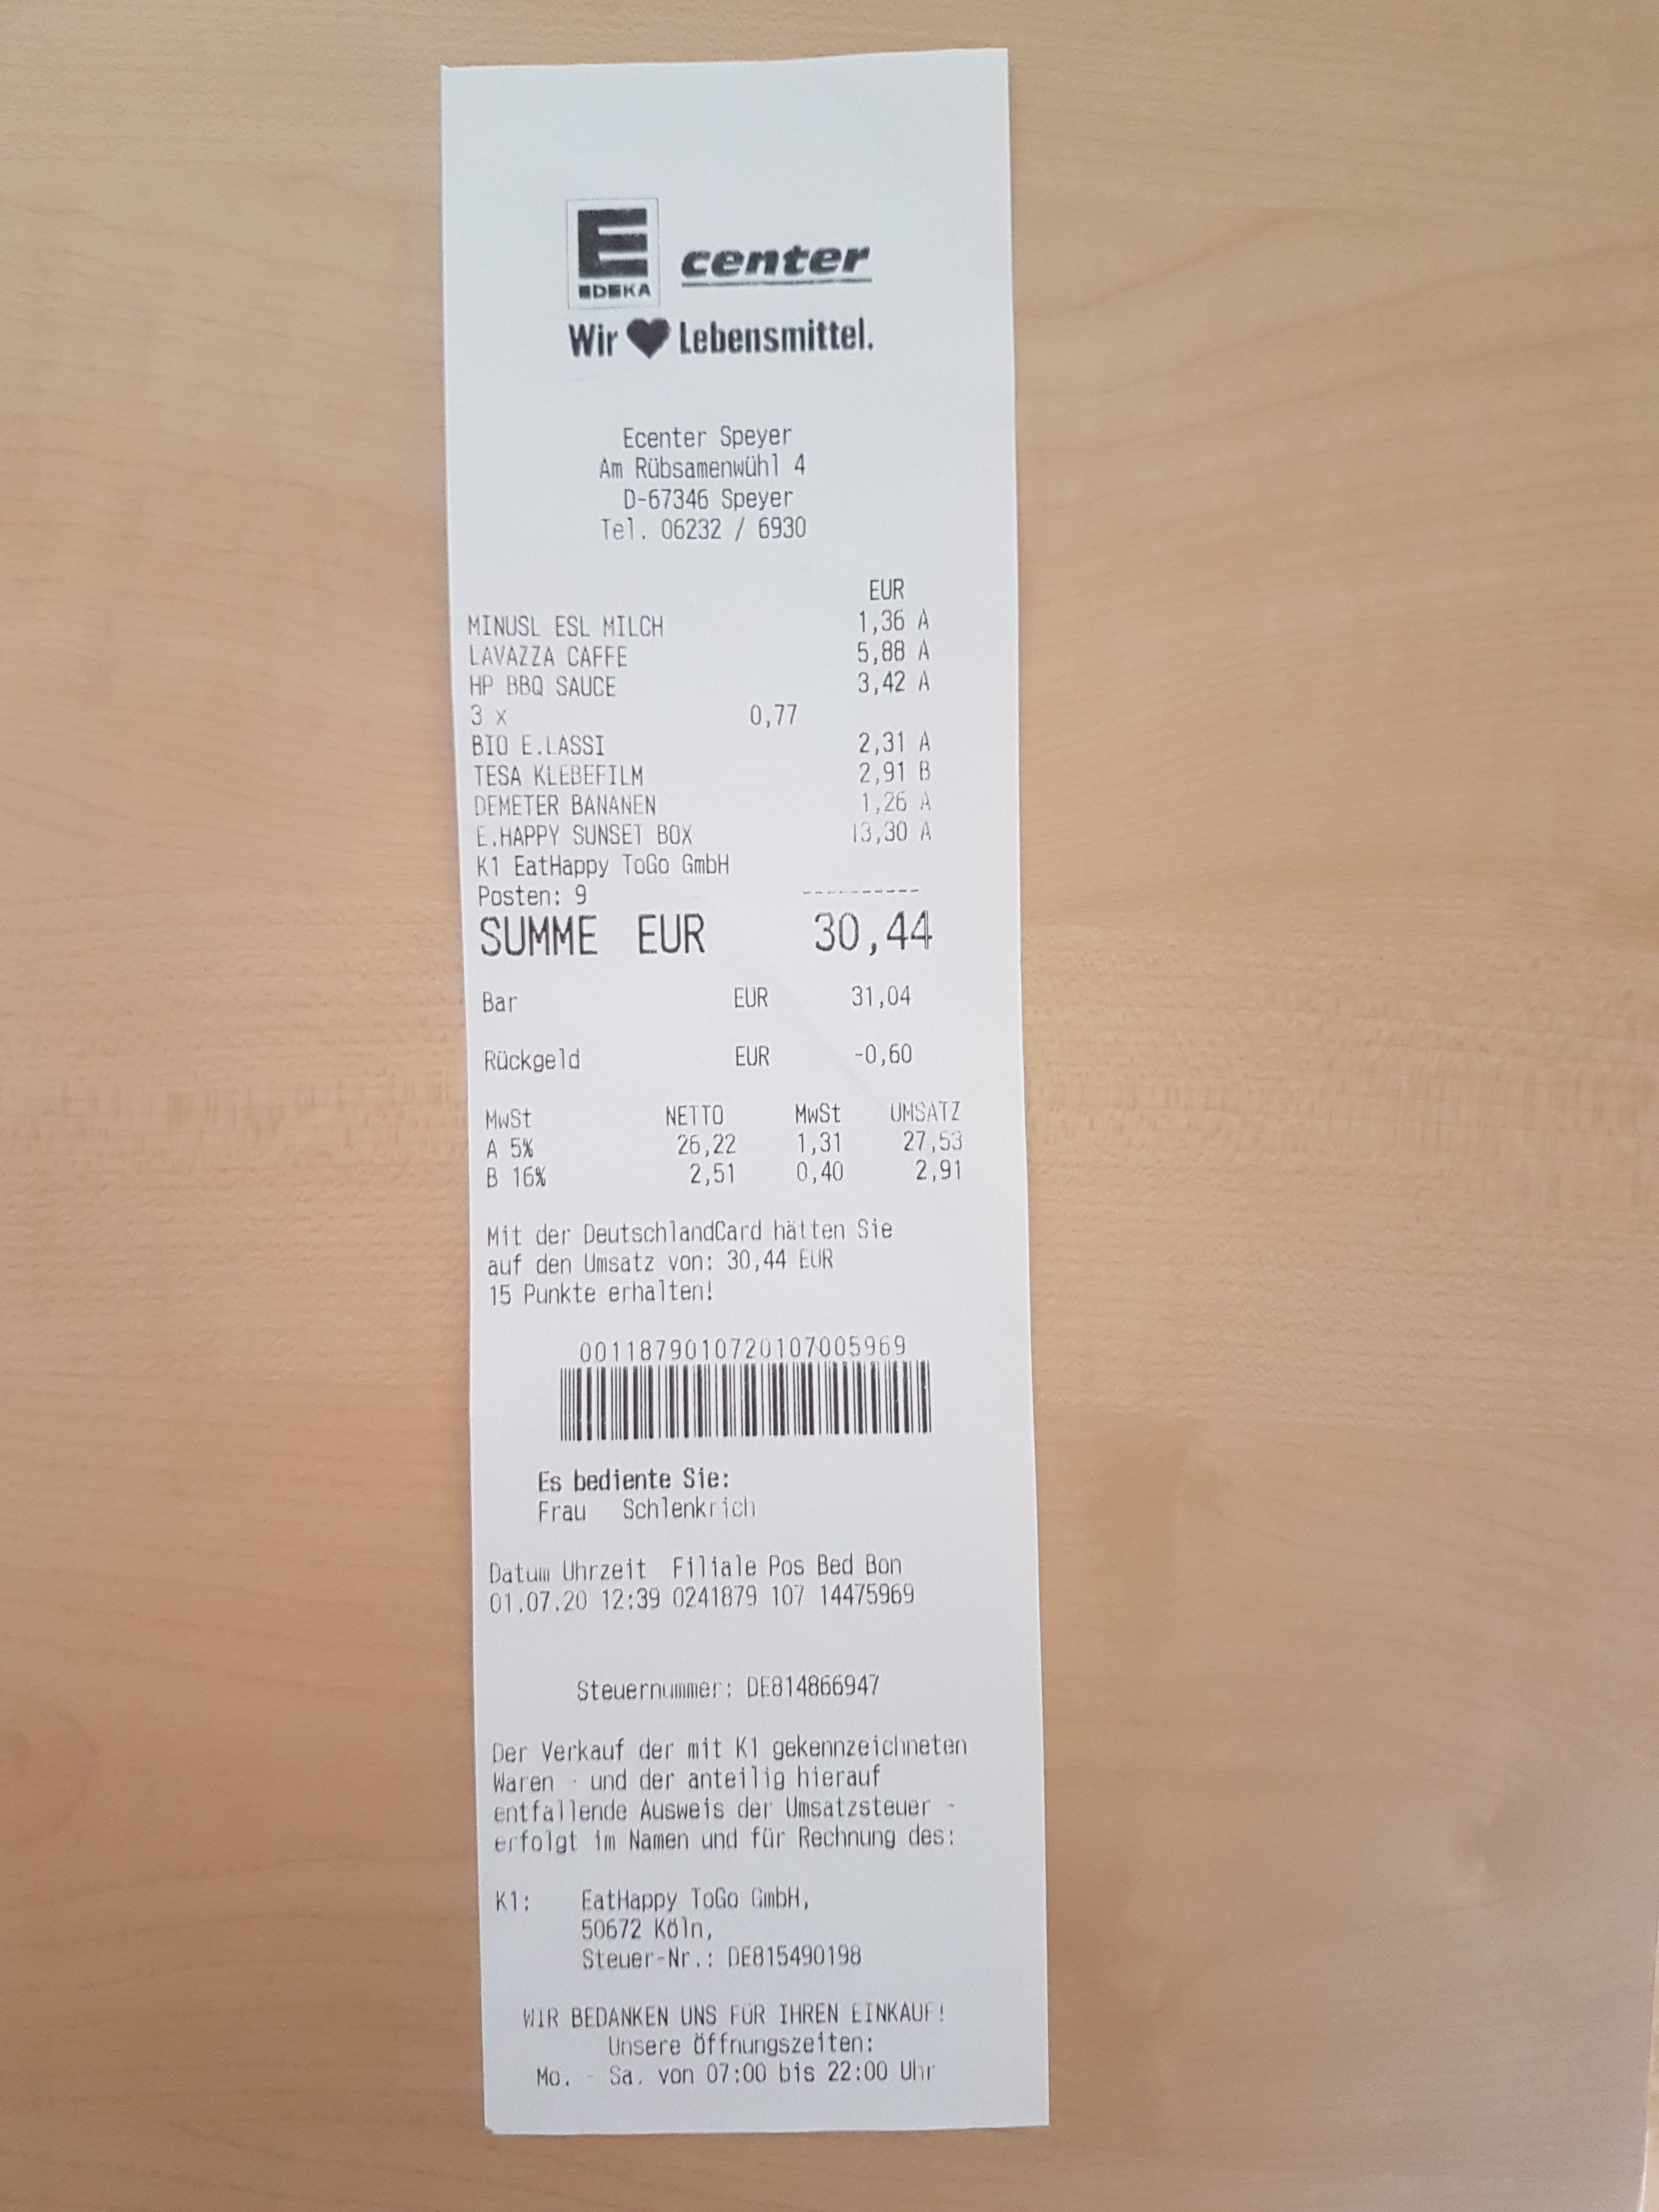 E center
EDEKA
Wir ♥ Lebensmittel.
Ecenter Speyer
Am Rübsamenwühl 4
D-67346 Speyer
Tel. 06232 / 6930
EUR
MINUSL ESL MILCH 1,36 A
LAVAZZA CAFFE 5,88 A
HP BBQ SAUCE 3,42 A
3 x 0,77
BIO E.LASSI 2,31 A
TESA KLEBEFILM 2,91 B
DEMETER BANANEN 1,26 A
E.HAPPY SUNSET BOX 13,30 A
K1 EatHappy ToGo GmbH
Posten: 9 ----------
SUMME EUR 30,44
Bar EUR 31,04
Rückgeld EUR -0,60
MwSt NETTO MwSt UMSATZ
A 5% 26,22 1,31 27,53
B 16% 2,51 0,40 2,91
Mit der DeutschlandCard hätten Sie
auf den Umsatz von: 30,44 EUR
15 Punkte erhalten!
0011879010720107005969
Es bediente Sie:
Frau Schlenkrich
Datum Uhrzeit Filiale Pos Bed Bon
01.07.20 12:39 0241879 107 14475969
Steuernummer: DE814866947
Der Verkauf der mit K1 gekennzeichneten
Waren - und der anteilig hierauf
entfallende Ausweis der Umsatzsteuer -
erfolgt im Namen und für Rechnung des:
K1: EatHappy ToGo GmbH,
50672 Köln,
Steuer-Nr.: DE815490198
WIR BEDANKEN UNS FÜR IHREN EINKAUF!
Unsere Öffnungszeiten:
Mo. - Sa. von 07:00 bis 22:00 Uhr